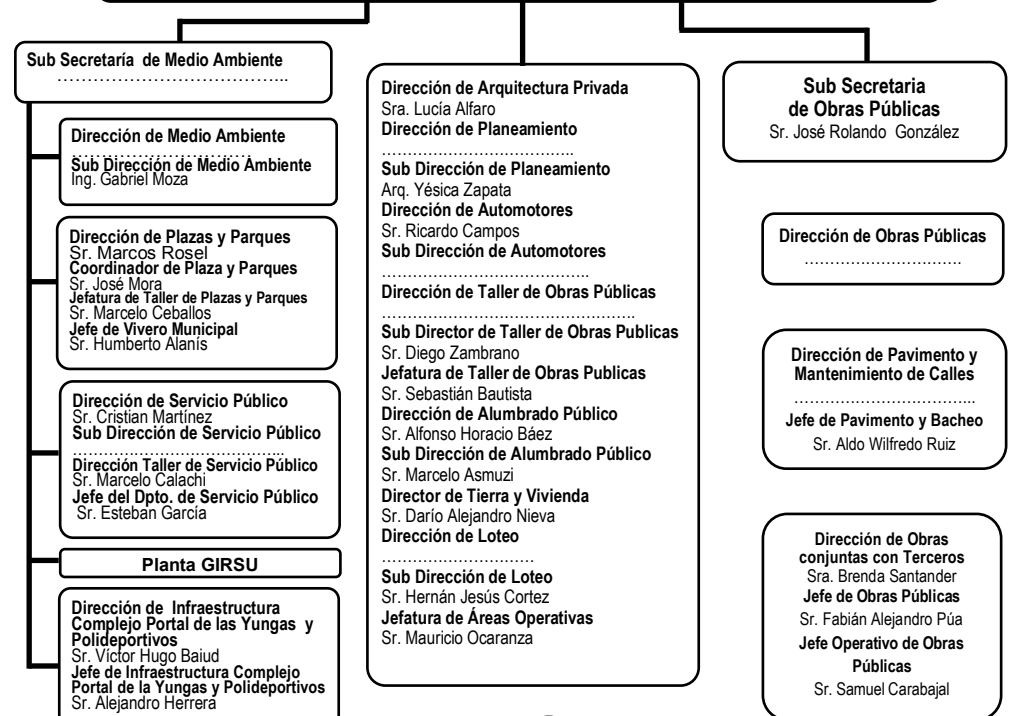 Sub Secretaría de Medio Ambiente
………………………………...
Dirección de Medio Ambiente
………………………………
Sub Dirección de Medio Ambiente
Ing. Gabriel Moza
Dirección de Plazas y Parques
Sr. Marcos Rosel
Coordinador de Plaza y Parques
Sr. José Mora
Jefatura de Taller de Plazas y Parques
Sr. Marcelo Ceballos
Jefe de Vivero Municipal
Sr. Humberto Alanís
Dirección de Servicio Público
Sr. Cristian Martínez
Sub Dirección de Servicio Público
…………………………………..
Dirección Taller de Servicio Público
Sr. Marcelo Calachi
Jefe del Dpto. de Servicio Público
Sr. Esteban García
Planta GIRSU
Dirección de Infraestructura
Complejo Portal de las Yungas y
Polideportivos
Sr. Víctor Hugo Baiud
Jefe de Infraestructura Complejo
Portal de la Yungas y Polideportivos
Sr. Alejandro Herrera
Dirección de Arquitectura Privada
Sra. Lucía Alfaro
Dirección de Planeamiento
……………………………….
Sub Dirección de Planeamiento
Arq. Yésica Zapata
Dirección de Automotores
Sr. Ricardo Campos
Sub Dirección de Automotores
………………………………….
Dirección de Taller de Obras Públicas
………………………………………….
Sub Director de Taller de Obras Publicas
Sr. Diego Zambrano
Jefatura de Taller de Obras Publicas
Sr. Sebastián Bautista
Dirección de Alumbrado Público
Sr. Alfonso Horacio Báez
Sub Dirección de Alumbrado Público
Sr. Marcelo Asmuzi
Director de Tierra y Vivienda
Sr. Darío Alejandro Nieva
Dirección de Loteo
…………………………
Sub Dirección de Loteo
Sr. Hernán Jesús Cortez
Jefatura de Áreas Operativas
Sr. Mauricio Ocaranza
Sub Secretaria
de Obras Públicas
Sr. José Rolando González
Dirección de Obras Públicas
………………………….
Dirección de Pavimento y
Mantenimiento de Calles
……………………………...
Jefe de Pavimento y Bacheo
Sr. Aldo Wilfredo Ruiz
Dirección de Obras
conjuntas con Terceros
Sra. Brenda Santander
Jefe de Obras Públicas
Sr. Fabián Alejandro Púa
Jefe Operativo de Obras
Públicas
Sr. Samuel Carabajal